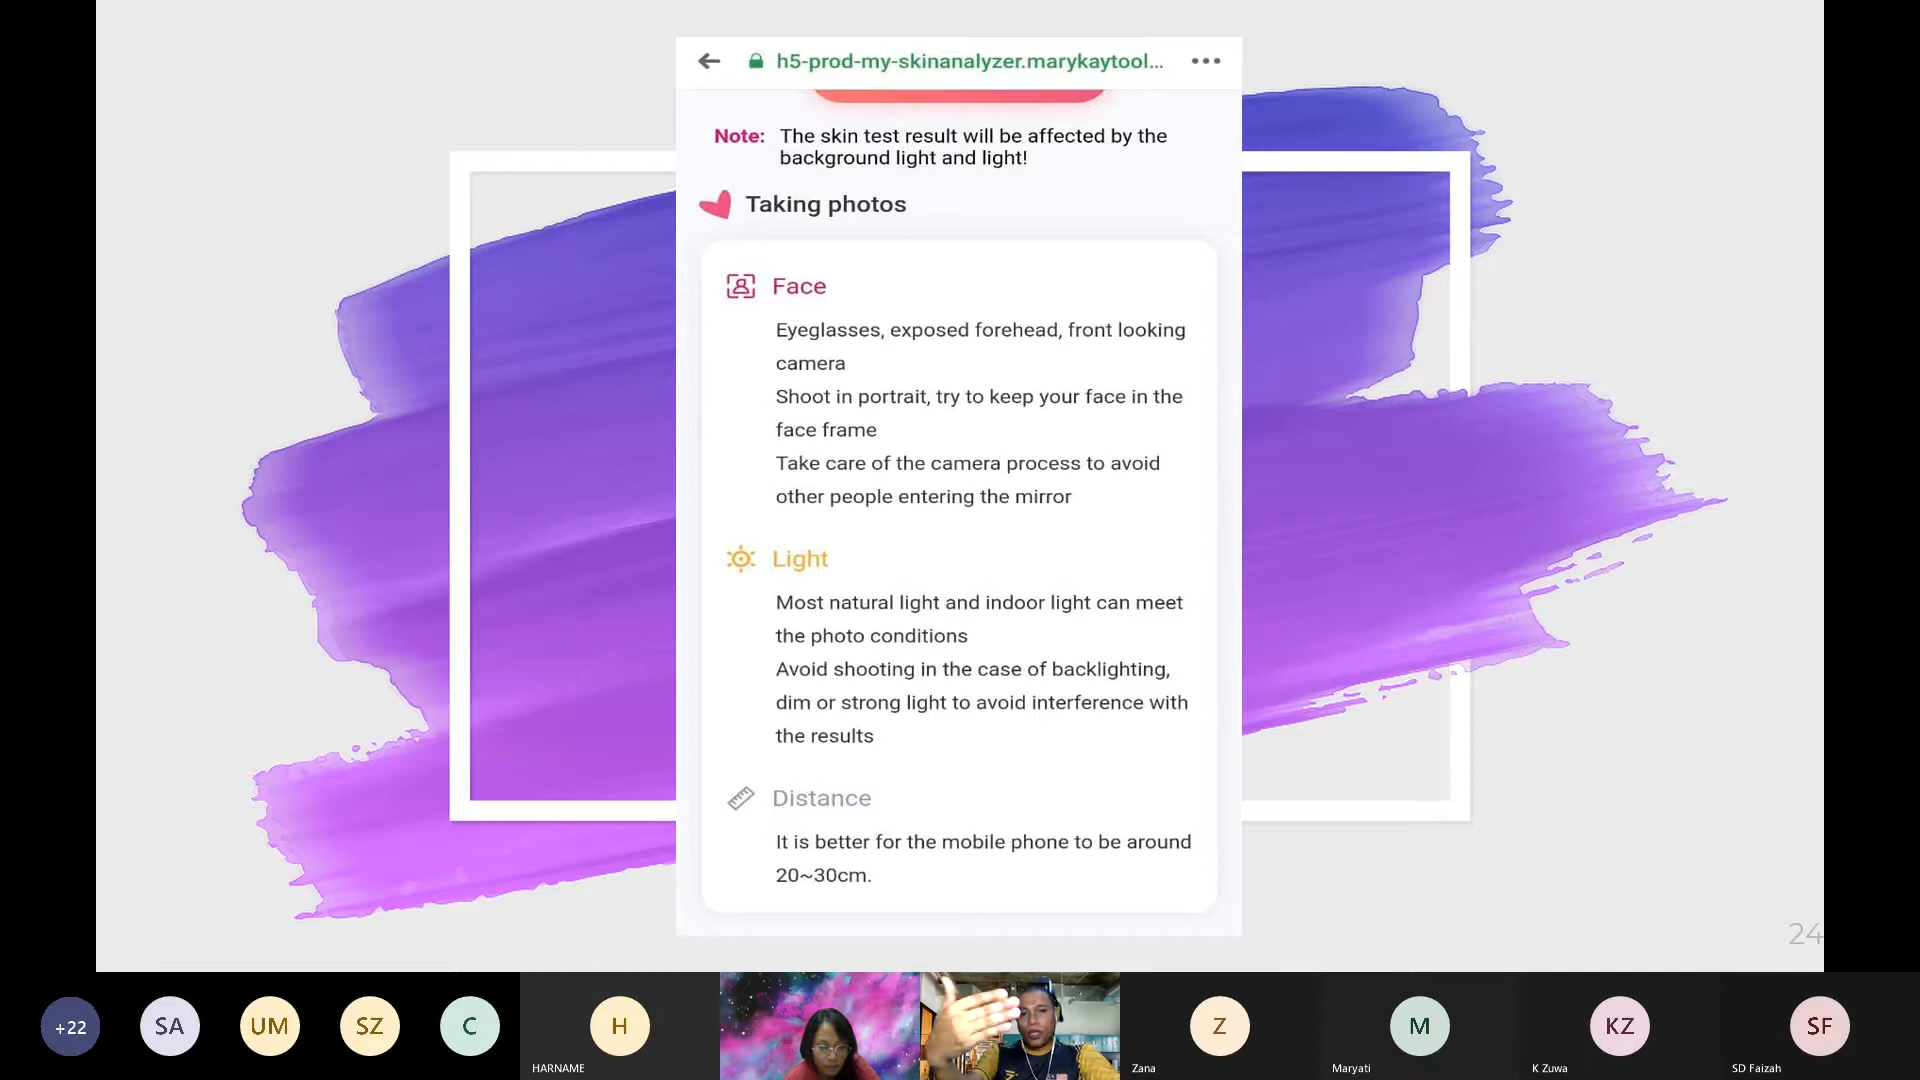 h5-prod-my-skinanalyzer.marykaytool...
Note: The skin test result will be affected by the
background light and light!
Taking photos
Face
Eyeglasses, exposed forehead, front looking
camera
Shoot in portrait, try to keep your face in the
face frame
Take care of the camera process to avoid
other people entering the mirror
Light
Most natural light and indoor light can meet
the photo conditions
Avoid shooting in the case of backlighting,
dim or strong light to avoid interference with
the results
Distance
It is better for the mobile phone to be around
20~30cm.
24
+22
SA
UM
SZ
C
H
HARNAME
Z
Zana
M
Maryati
KZ
K Zuwa
SF
SD Faizah